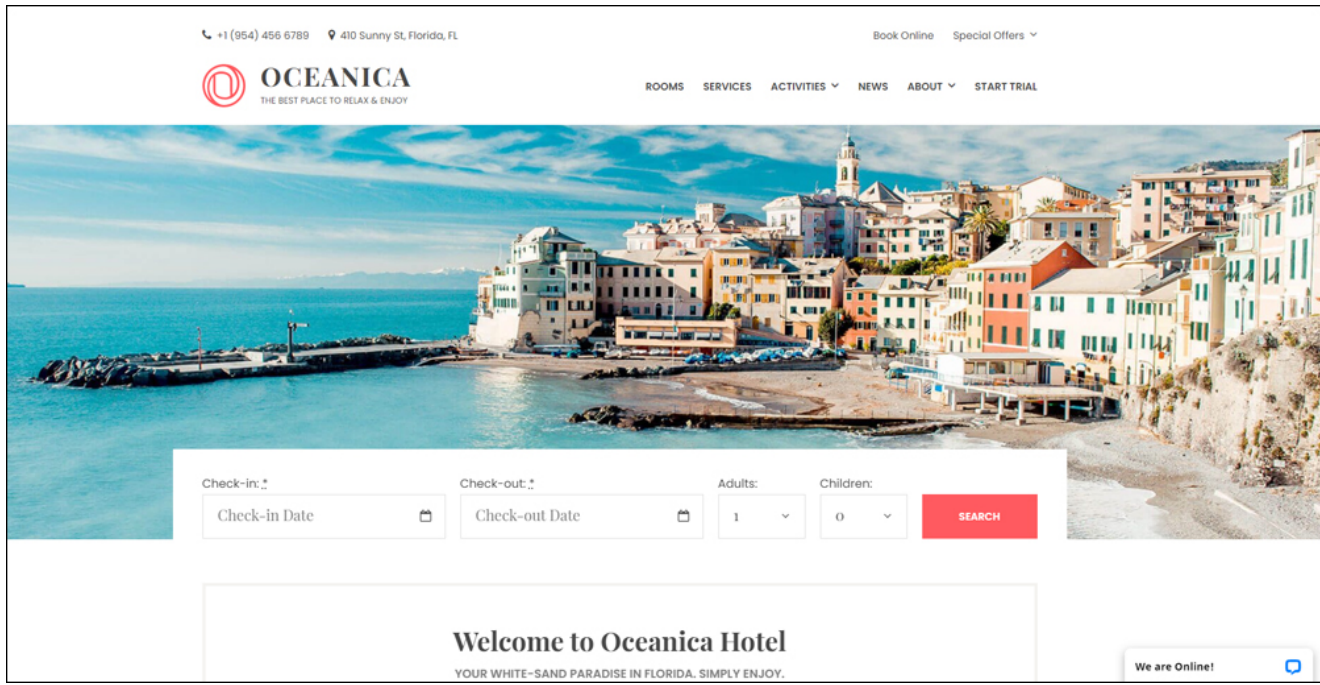 +1 (954) 456 6789 410 Sunny St, Florida, FL Book Online Special Offers
OCEANICA
THE BEST PLACE TO RELAX & ENJOY
ROOMS SERVICES ACTIVITIES NEWS ABOUT START TRIAL
Check-in: * Check-out: * Adults: Children:
Check-in Date Check-out Date 1 0 SEARCH
Welcome to Oceanica Hotel
YOUR WHITE-SAND PARADISE IN FLORIDA. SIMPLY ENJOY.
We are Online!